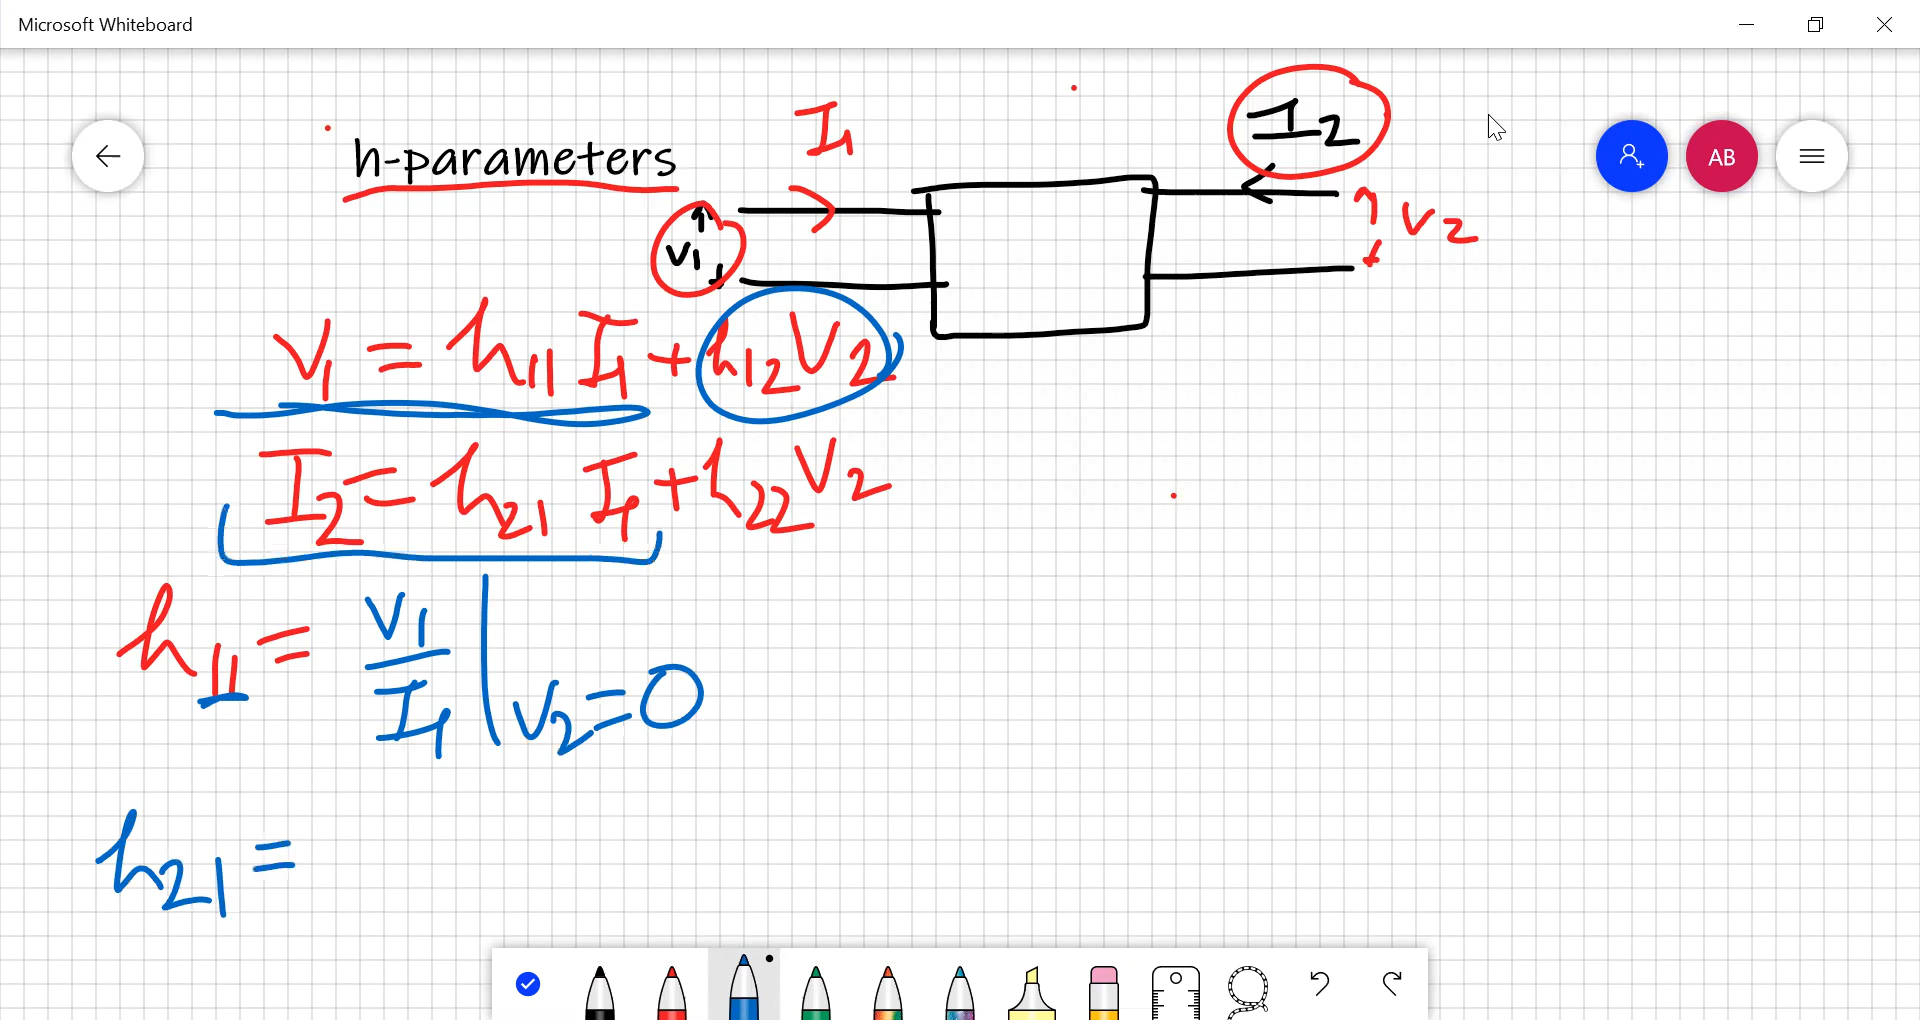 Microsoft Whiteboard
I2
I1
h-parameters
AB
V2
V1
V1 = h11 I1 + h12 V2
I2 = h21 I1 + h22 V2
h11 = V1/I1 | V2=0
h21 =